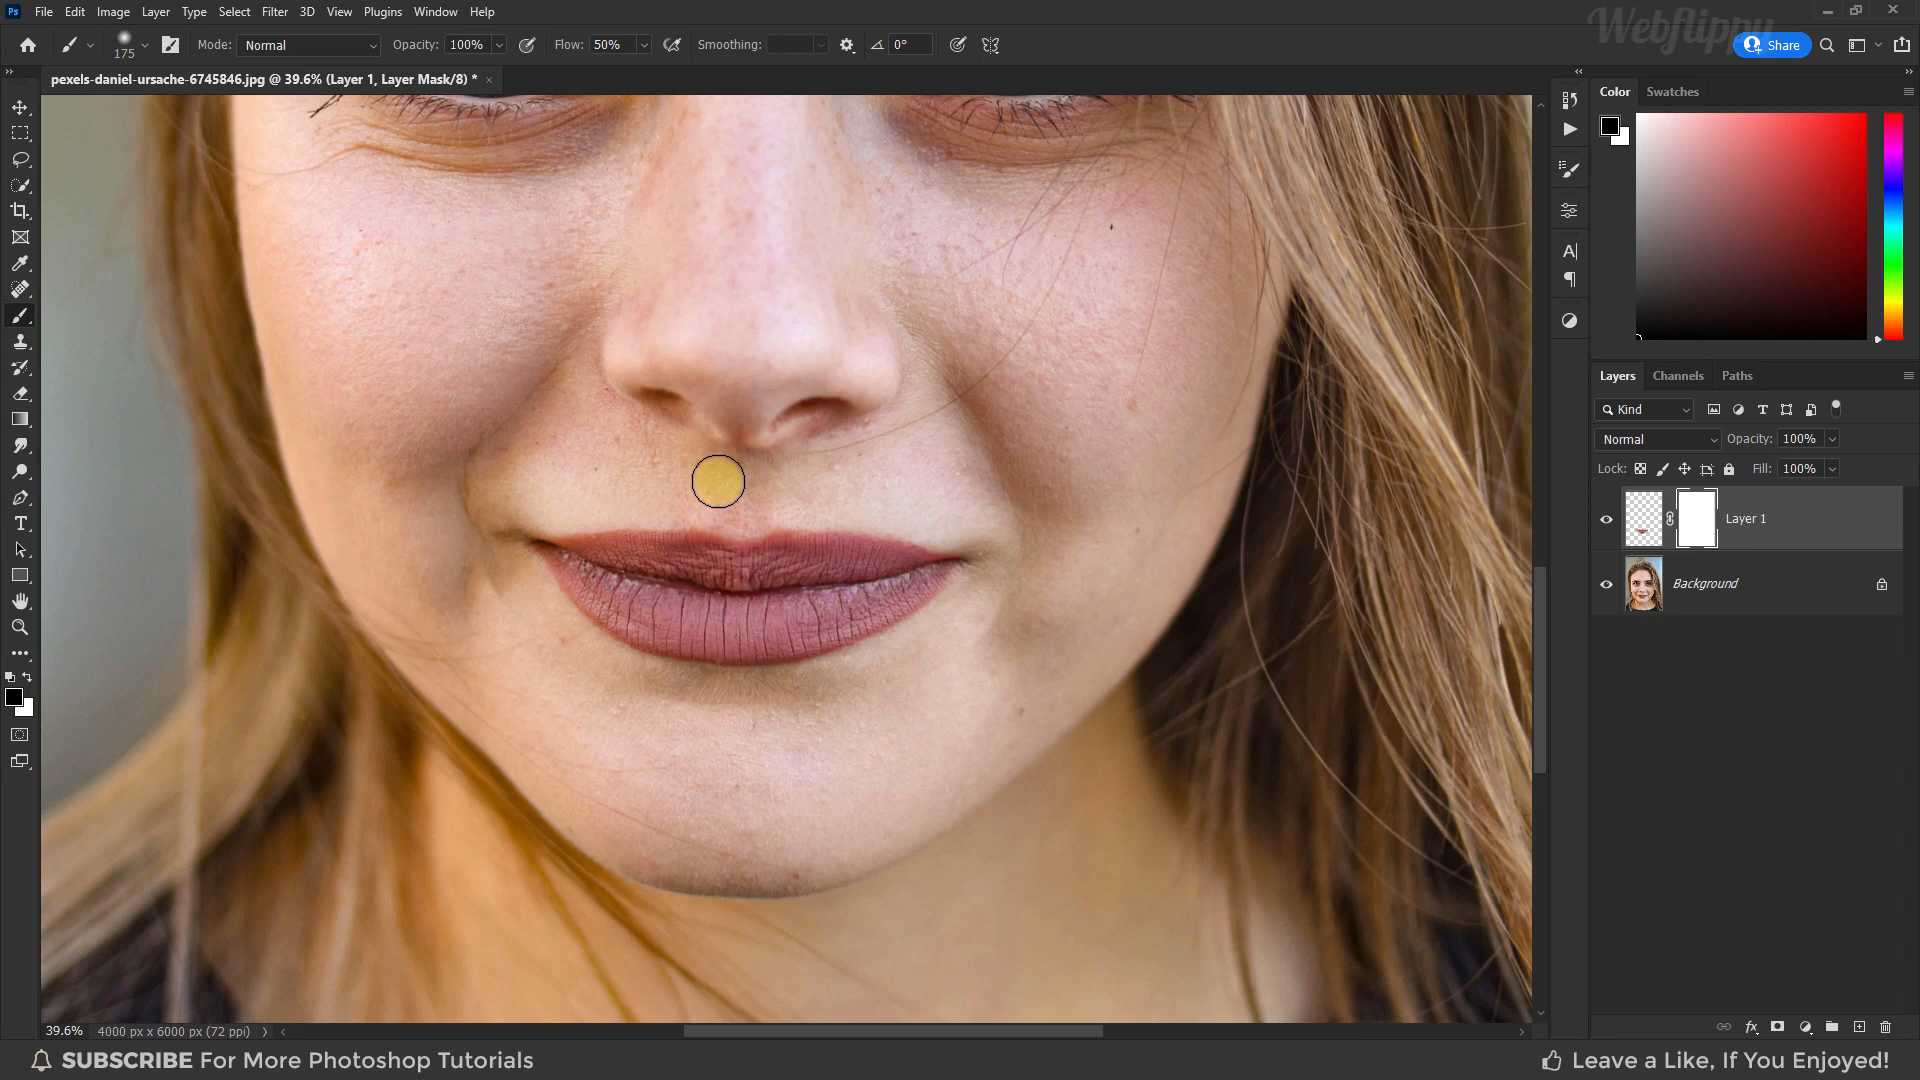 Ps File Edit Image Layer Type Select Filter 3D View Plugins Window Help
Webflippy
175 Mode: Normal Opacity: 100% Flow: 50% Smoothing: 0° Share
pexels-daniel-ursache-6745846.jpg @ 39.6% (Layer 1, Layer Mask/8) * ×
Color Swatches
Layers Channels Paths
Kind
Normal Opacity: 100%
Lock: Fill: 100%
Layer 1
Background
39.6% 4000 px x 6000 px (72 ppi)
SUBSCRIBE For More Photoshop Tutorials
Leave a Like, If You Enjoyed!